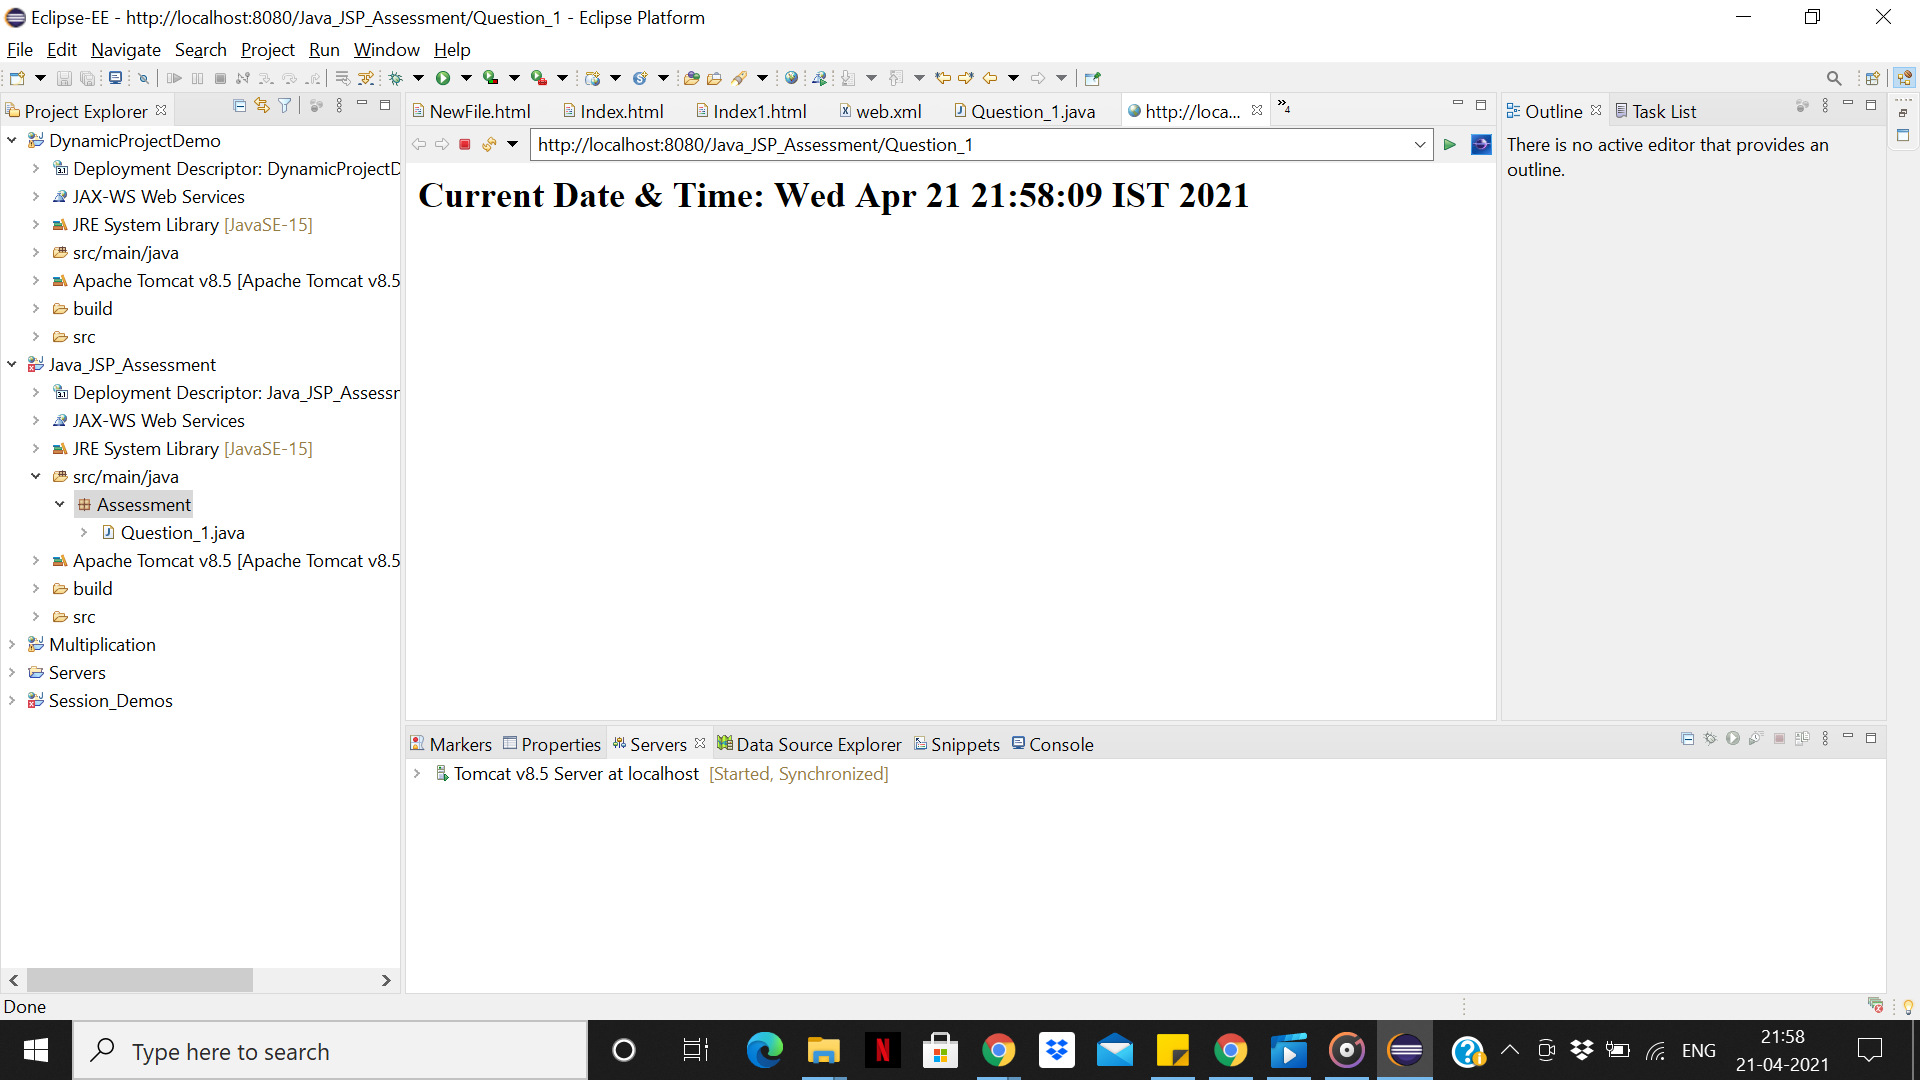 Eclipse-EE - http://localhost:8080/Java_JSP_Assessment/Question_1 - Eclipse Platform
File Edit Navigate Search Project Run Window Help
Project Explorer
DynamicProjectDemo
Deployment Descriptor: DynamicProjectD
JAX-WS Web Services
JRE System Library [JavaSE-15]
src/main/java
Apache Tomcat v8.5 [Apache Tomcat v8.5
build
src
Java_JSP_Assessment
Deployment Descriptor: Java_JSP_Assessr
JAX-WS Web Services
JRE System Library [JavaSE-15]
src/main/java
Assessment
Question_1.java
Apache Tomcat v8.5 [Apache Tomcat v8.5
build
src
Multiplication
Servers
Session_Demos
NewFile.html Index.html Index1.html web.xml Question_1.java http://loca... »4
http://localhost:8080/Java_JSP_Assessment/Question_1
Current Date & Time: Wed Apr 21 21:58:09 IST 2021
Outline Task List
There is no active editor that provides an
outline.
Markers Properties Servers Data Source Explorer Snippets Console
Tomcat v8.5 Server at localhost [Started, Synchronized]
Done
Type here to search
ENG
21:58
21-04-2021